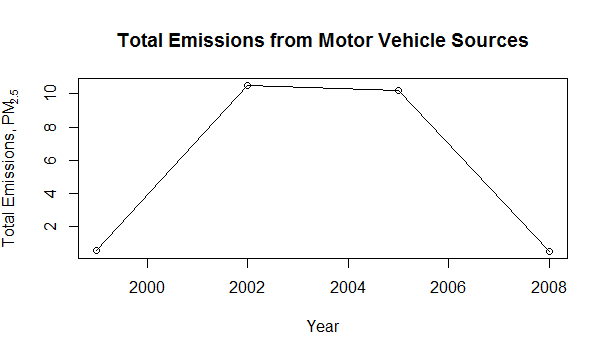 Total Emissions from Motor Vehicle Sources
Total Emissions, PM2.5
10
8
6
4
2
2000 2002 2004 2006 2008
Year